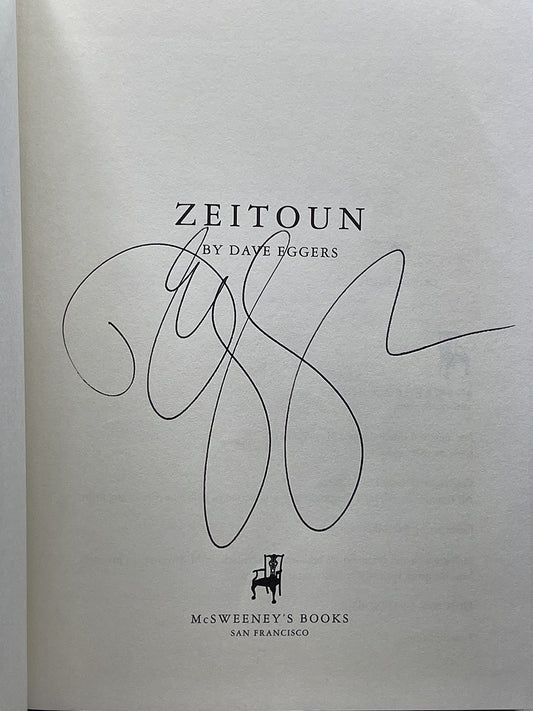 ZEITOUN
BY DAVE EGGERS
McSWEENEY'S BOOKS
SAN FRANCISCO